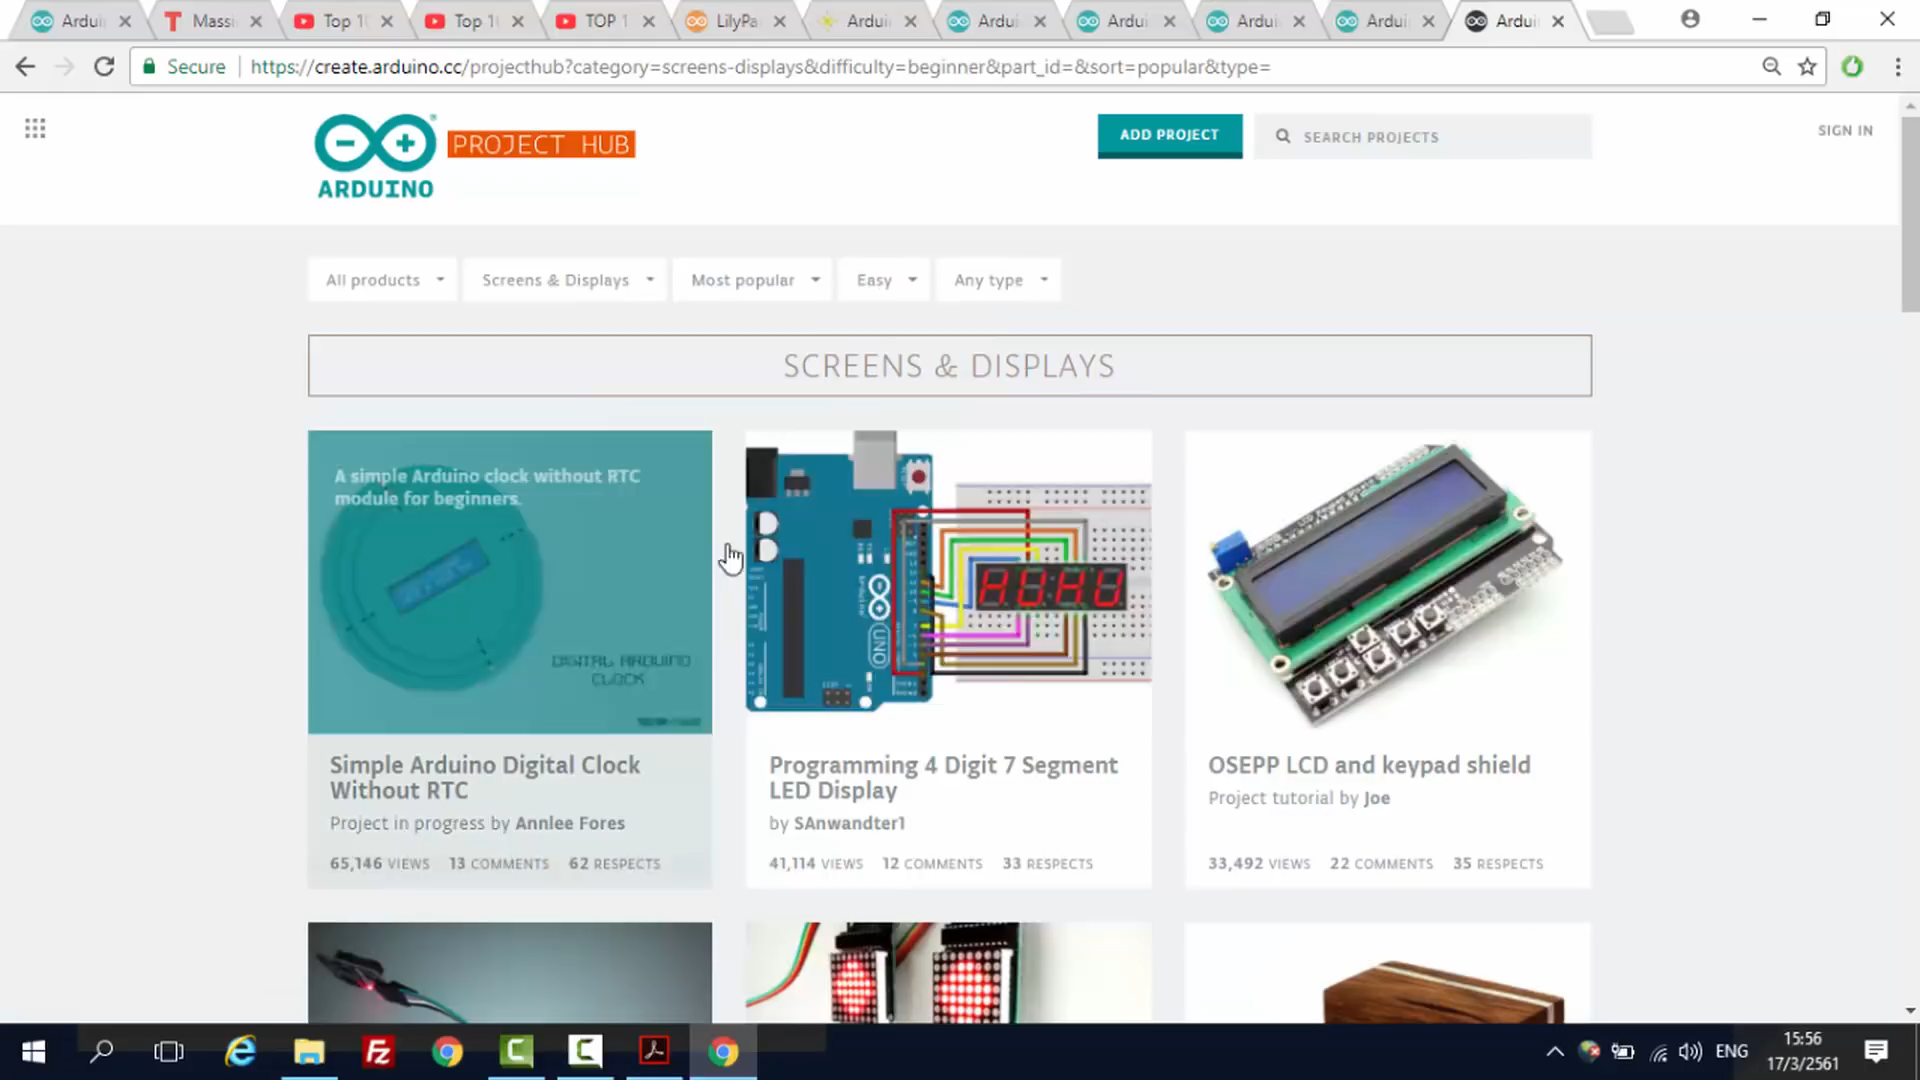 Ardui
Massi
Top 1
Top 1
TOP 1
LilyPa
Ardui
Ardui
Ardui
Ardui
Ardui
Ardui
Secure
https://create.arduino.cc/projecthub?category=screens-displays&difficulty=beginner&part_id=&sort=popular&type=
ARDUINO
PROJECT HUB
ADD PROJECT
SEARCH PROJECTS
SIGN IN
All products
Screens & Displays
Most popular
Easy
Any type
SCREENS & DISPLAYS
A simple Arduino clock without RTC
module for beginners.
DIGITAL ARDUINO
CLOCK
UNO
Simple Arduino Digital Clock
Without RTC
Project in progress by Annlee Fores
65,146 VIEWS 13 COMMENTS 62 RESPECTS
Programming 4 Digit 7 Segment
LED Display
by SAnwandter1
41,114 VIEWS 12 COMMENTS 33 RESPECTS
OSEPP LCD and keypad shield
Project tutorial by Joe
33,492 VIEWS 22 COMMENTS 35 RESPECTS
ENG
15:56
17/3/2561